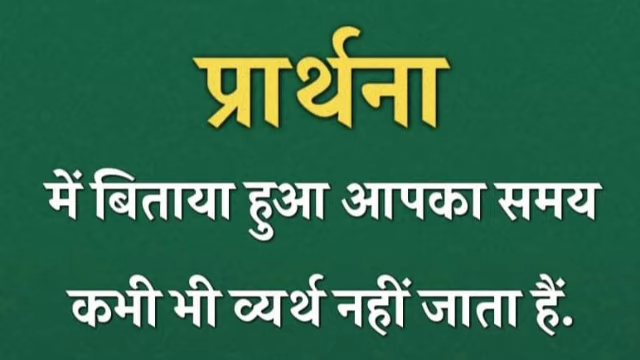 प्रार्थना
में बिताया हुआ आपका समय
कभी भी व्यर्थ नहीं जाता हैं.